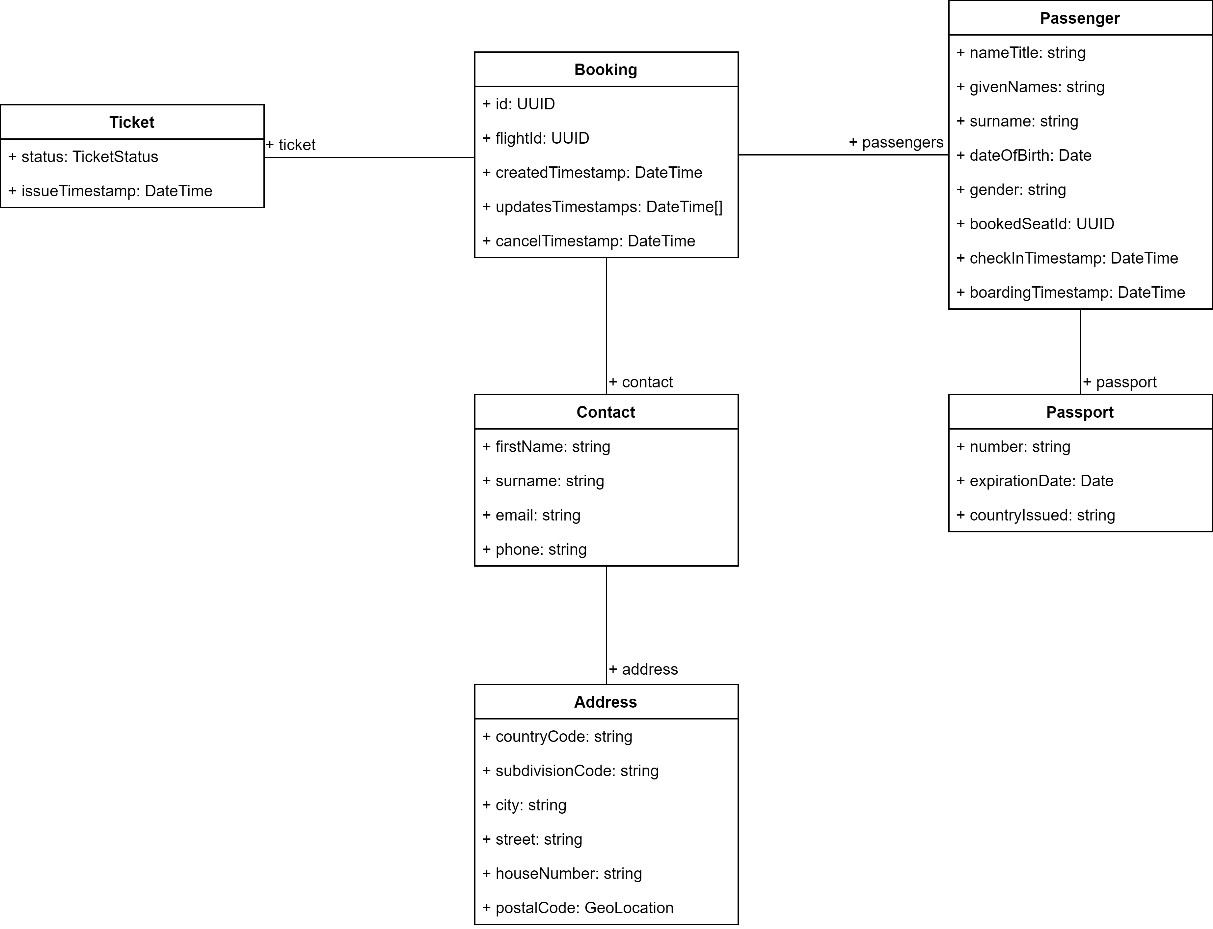 Ticket
+ status: TicketStatus
+ issueTimestamp: DateTime
+ ticket
Booking
+ id: UUID
+ flightId: UUID
+ createdTimestamp: DateTime
+ updatesTimestamps: DateTime[]
+ cancelTimestamp: DateTime
+ passengers
Passenger
+ nameTitle: string
+ givenNames: string
+ surname: string
+ dateOfBirth: Date
+ gender: string
+ bookedSeatId: UUID
+ checkInTimestamp: DateTime
+ boardingTimestamp: DateTime
+ contact
Contact
+ firstName: string
+ surname: string
+ email: string
+ phone: string
+ passport
Passport
+ number: string
+ expirationDate: Date
+ countryIssued: string
+ address
Address
+ countryCode: string
+ subdivisionCode: string
+ city: string
+ street: string
+ houseNumber: string
+ postalCode: GeoLocation